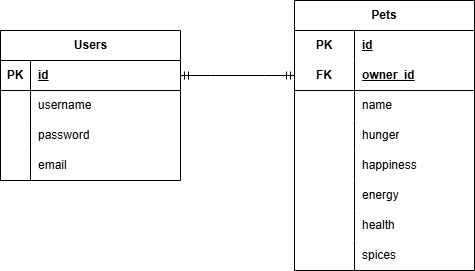 Users
PK id
username
password
email
Pets
PK id
FK owner_id
name
hunger
happiness
energy
health
spices